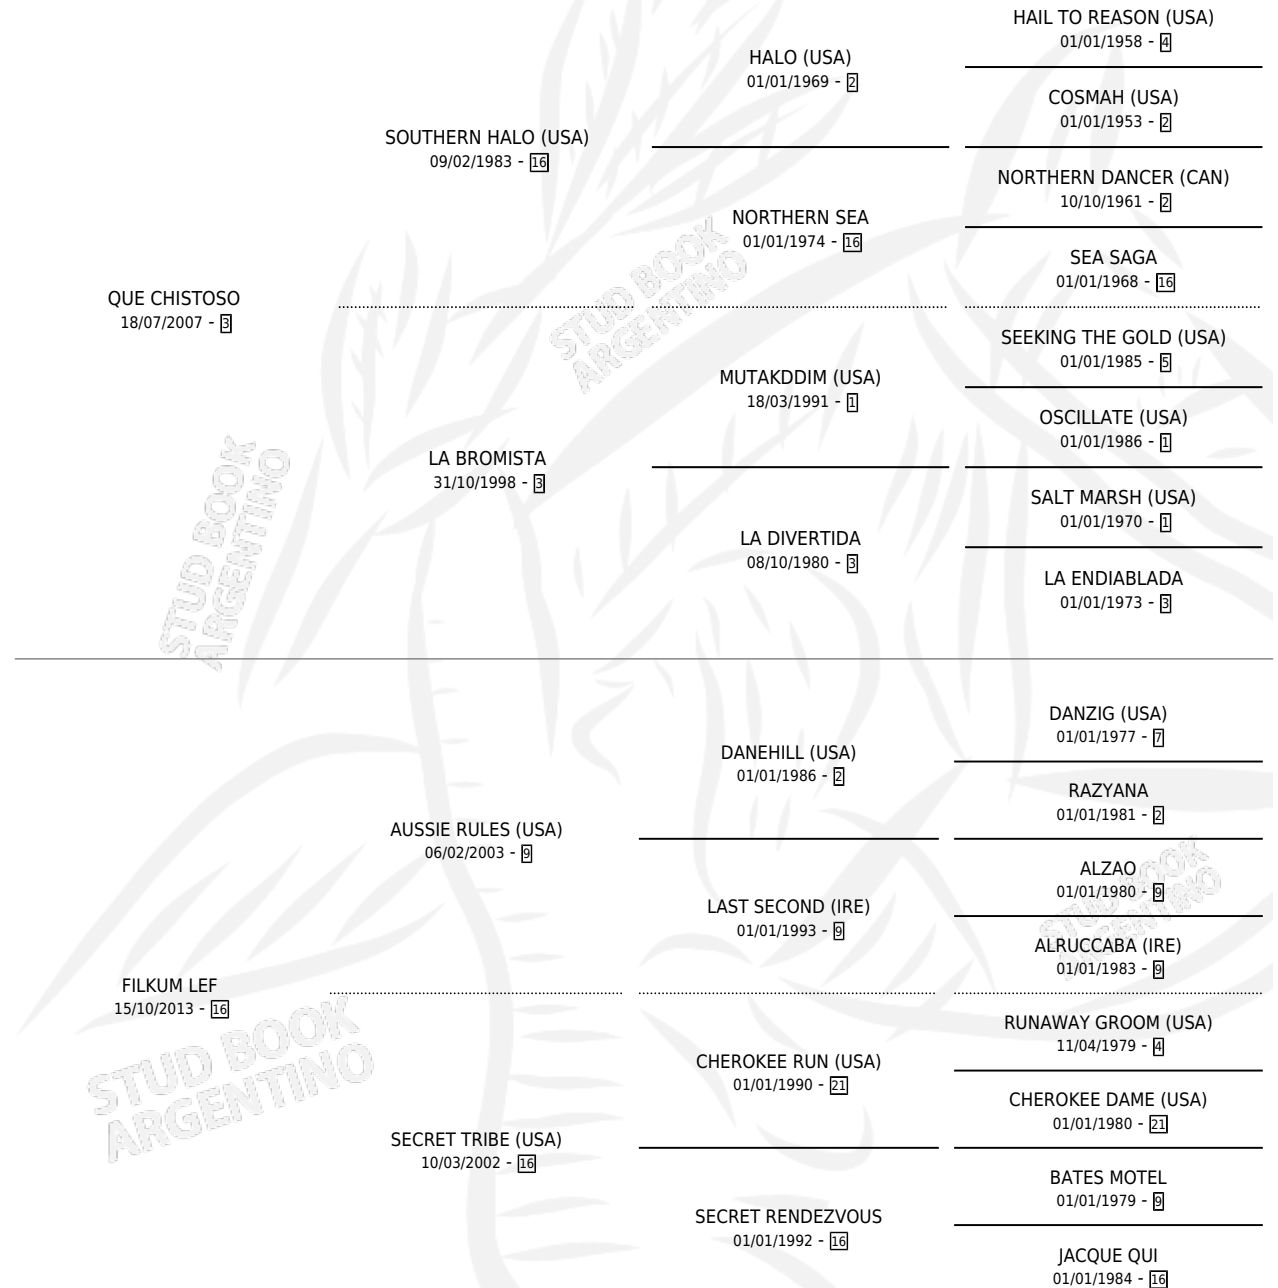 HAIL TO REASON (USA)
01/01/1958 - 4
HALO (USA)
01/01/1969 - 2
COSMAH (USA)
01/01/1953 - 2
SOUTHERN HALO (USA)
09/02/1983 - 16
NORTHERN DANCER (CAN)
10/10/1961 - 2
NORTHERN SEA
01/01/1974 - 16
SEA SAGA
01/01/1968 - 16
QUE CHISTOSO
18/07/2007 - 3
STUD BOOK
ARGENTINO
SEEKING THE GOLD (USA)
01/01/1985 - 5
MUTAKDDIM (USA)
18/03/1991 - 1
OSCILLATE (USA)
01/01/1986 - 1
LA BROMISTA
31/10/1998 - 3
SALT MARSH (USA)
01/01/1970 - 1
LA DIVERTIDA
08/10/1980 - 3
LA ENDIABLADA
01/01/1973 - 3
STUD BOOK
ARGENTINO
DANZIG (USA)
01/01/1977 - 7
DANEHILL (USA)
01/01/1986 - 2
RAZYANA
01/01/1981 - 2
AUSSIE RULES (USA)
06/02/2003 - 9
ALZAO
01/01/1980 - 9
LAST SECOND (IRE)
01/01/1993 - 9
STUD BOOK
ARGENTINO
ALRUCCABA (IRE)
01/01/1983 - 9
FILKUM LEF
15/10/2013 - 16
RUNAWAY GROOM (USA)
11/04/1979 - 4
CHEROKEE RUN (USA)
01/01/1990 - 21
CHEROKEE DAME (USA)
01/01/1980 - 21
STUD BOOK
ARGENTINO
SECRET TRIBE (USA)
10/03/2002 - 16
BATES MOTEL
01/01/1979 - 9
SECRET RENDEZVOUS
01/01/1992 - 16
JACQUE QUI
01/01/1984 - 16